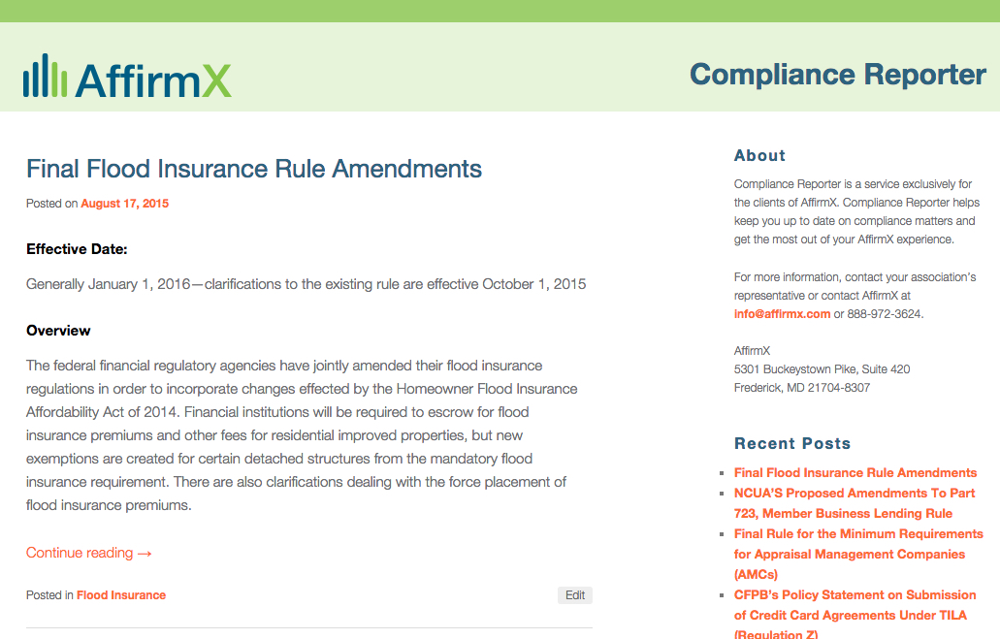 AffirmX
Compliance Reporter
Final Flood Insurance Rule Amendments
Posted on August 17, 2015
Effective Date:
Generally January 1, 2016—clarifications to the existing rule are effective October 1, 2015
Overview
The federal financial regulatory agencies have jointly amended their flood insurance
regulations in order to incorporate changes effected by the Homeowner Flood Insurance
Affordability Act of 2014. Financial institutions will be required to escrow for flood
insurance premiums and other fees for residential improved properties, but new
exemptions are created for certain detached structures from the mandatory flood
insurance requirement. There are also clarifications dealing with the force placement of
flood insurance premiums.
Continue reading →
Posted in Flood Insurance
Edit
About
Compliance Reporter is a service exclusively for
the clients of AffirmX. Compliance Reporter helps
keep you up to date on compliance matters and
get the most out of your AffirmX experience.
For more information, contact your association's
representative or contact AffirmX at
info@affirmx.com or 888-972-3624.
AffirmX
5301 Buckeystown Pike, Suite 420
Frederick, MD 21704-8307
Recent Posts
Final Flood Insurance Rule Amendments
NCUA'S Proposed Amendments To Part
723, Member Business Lending Rule
Final Rule for the Minimum Requirements
for Appraisal Management Companies
(AMCs)
CFPB's Policy Statement on Submission
of Credit Card Agreements Under TILA
(Regulation Z)